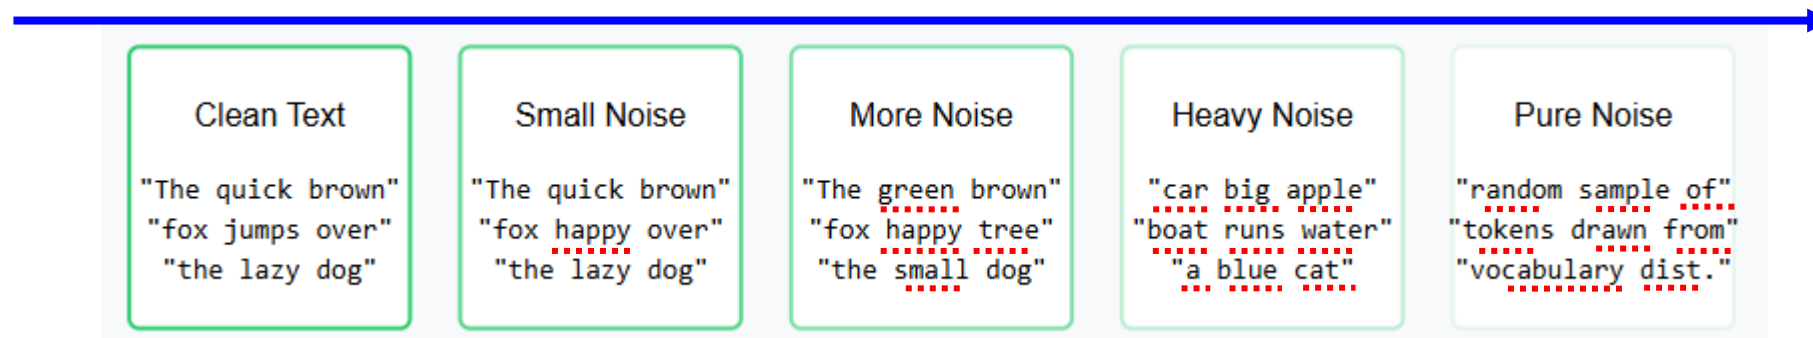 Clean Text
"The quick brown"
"fox jumps over"
"the lazy dog"
Small Noise
"The quick brown"
"fox happy over"
"the lazy dog"
More Noise
"The green brown"
"fox happy tree"
"the small dog"
Heavy Noise
"car big apple"
"boat runs water"
"a blue cat"
Pure Noise
"random sample of"
"tokens drawn from"
"vocabulary dist."